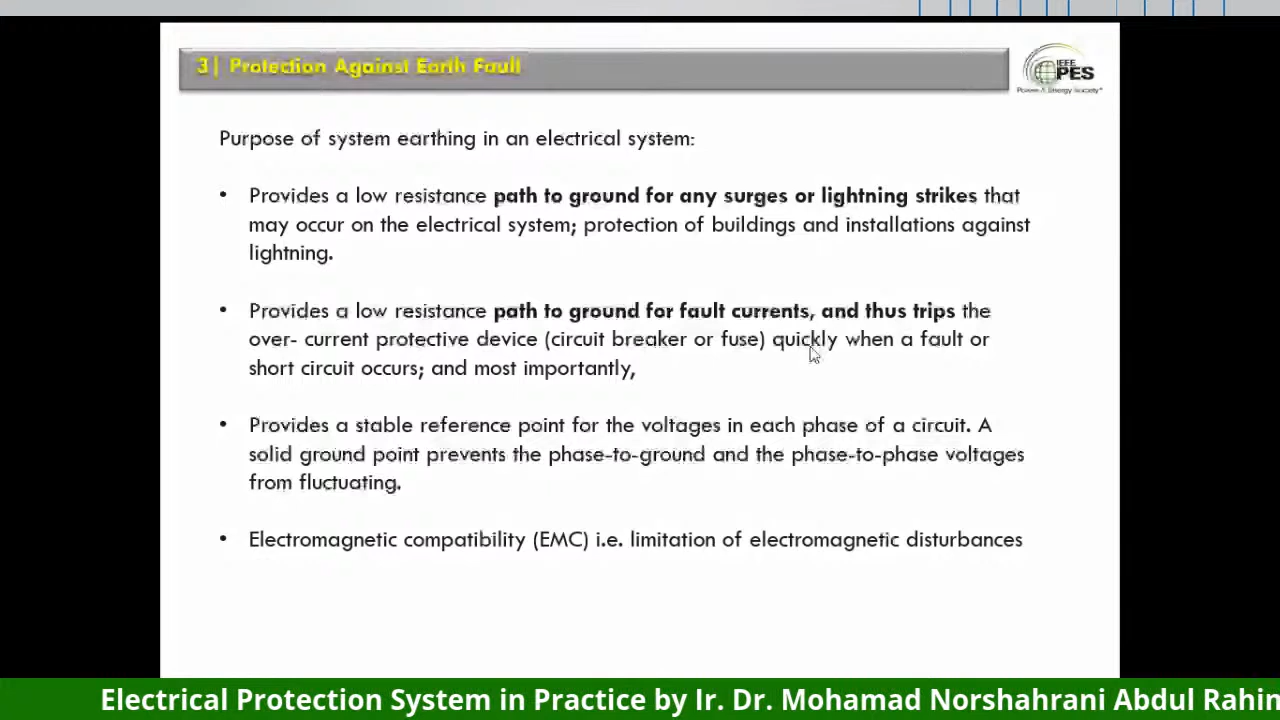 3| Protection Against Earth Fault
IEEE
PES
Power & Energy Society®
Purpose of system earthing in an electrical system:
• Provides a low resistance path to ground for any surges or lightning strikes that
may occur on the electrical system; protection of buildings and installations against
lightning.
• Provides a low resistance path to ground for fault currents, and thus trips the
over- current protective device (circuit breaker or fuse) quickly when a fault or
short circuit occurs; and most importantly,
• Provides a stable reference point for the voltages in each phase of a circuit. A
solid ground point prevents the phase-to-ground and the phase-to-phase voltages
from fluctuating.
• Electromagnetic compatibility (EMC) i.e. limitation of electromagnetic disturbances
Electrical Protection System in Practice by Ir. Dr. Mohamad Norshahrani Abdul